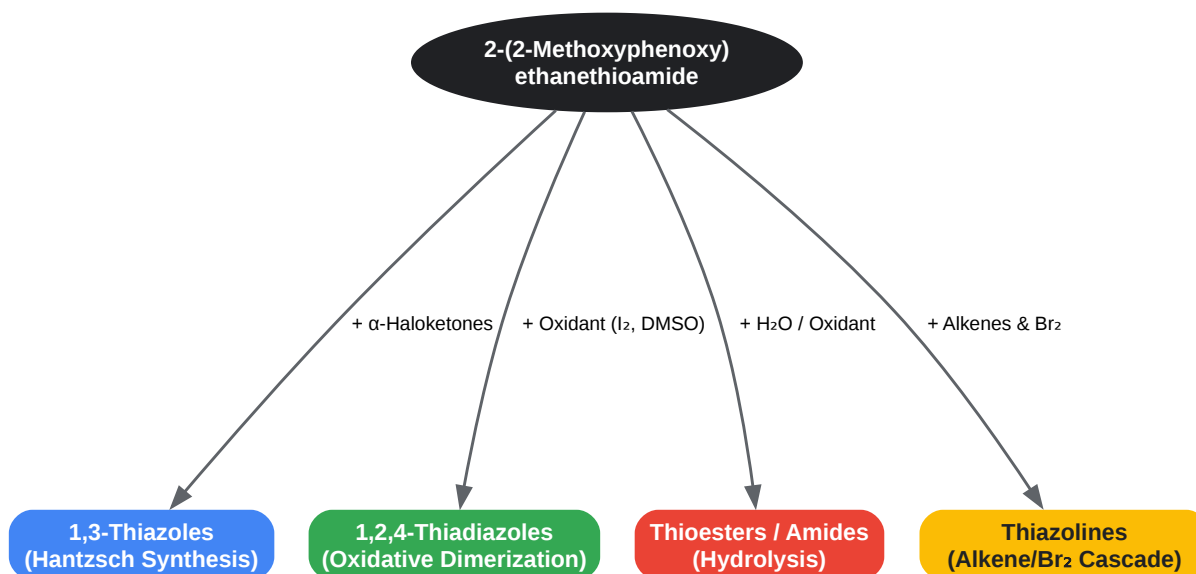 2-(2-Methoxyphenoxy)
ethanethioamide
+ α-Haloketones
+ Oxidant (I₂, DMSO)
+ H₂O / Oxidant
+ Alkenes & Br₂
1,3-Thiazoles
(Hantzsch Synthesis)
1,2,4-Thiadiazoles
(Oxidative Dimerization)
Thioesters / Amides
(Hydrolysis)
Thiazolines
(Alkene/Br₂ Cascade)